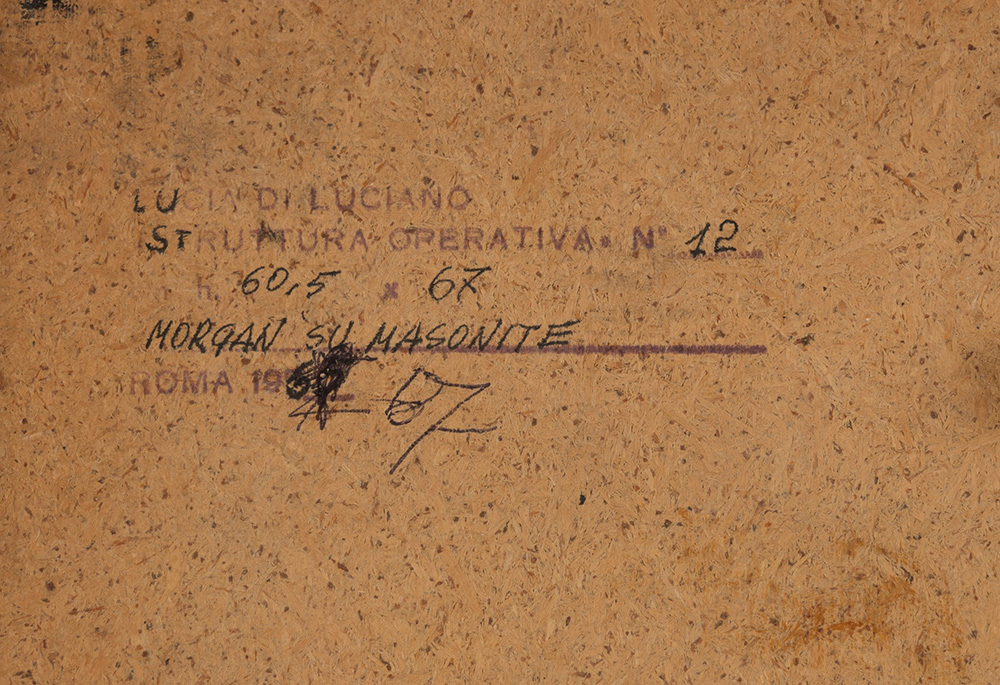 LUCIA DI LUCIANO
STRUTTURA OPERATIVA N° 12
h. 60,5 x 67
MORGAN SU MASONITE
ROMA 19
67